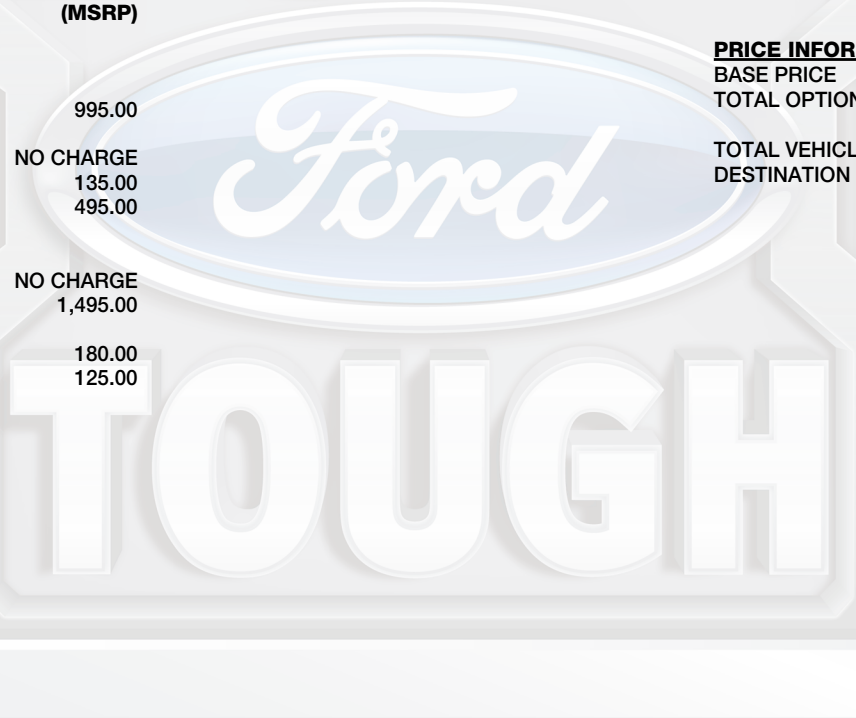 (MSRP)
995.00
NO CHARGE
135.00
495.00
NO CHARGE
1,495.00
180.00
125.00
PRICE INFOR
BASE PRICE
TOTAL OPTION
TOTAL VEHICL
DESTINATION
Ford
TOUGH